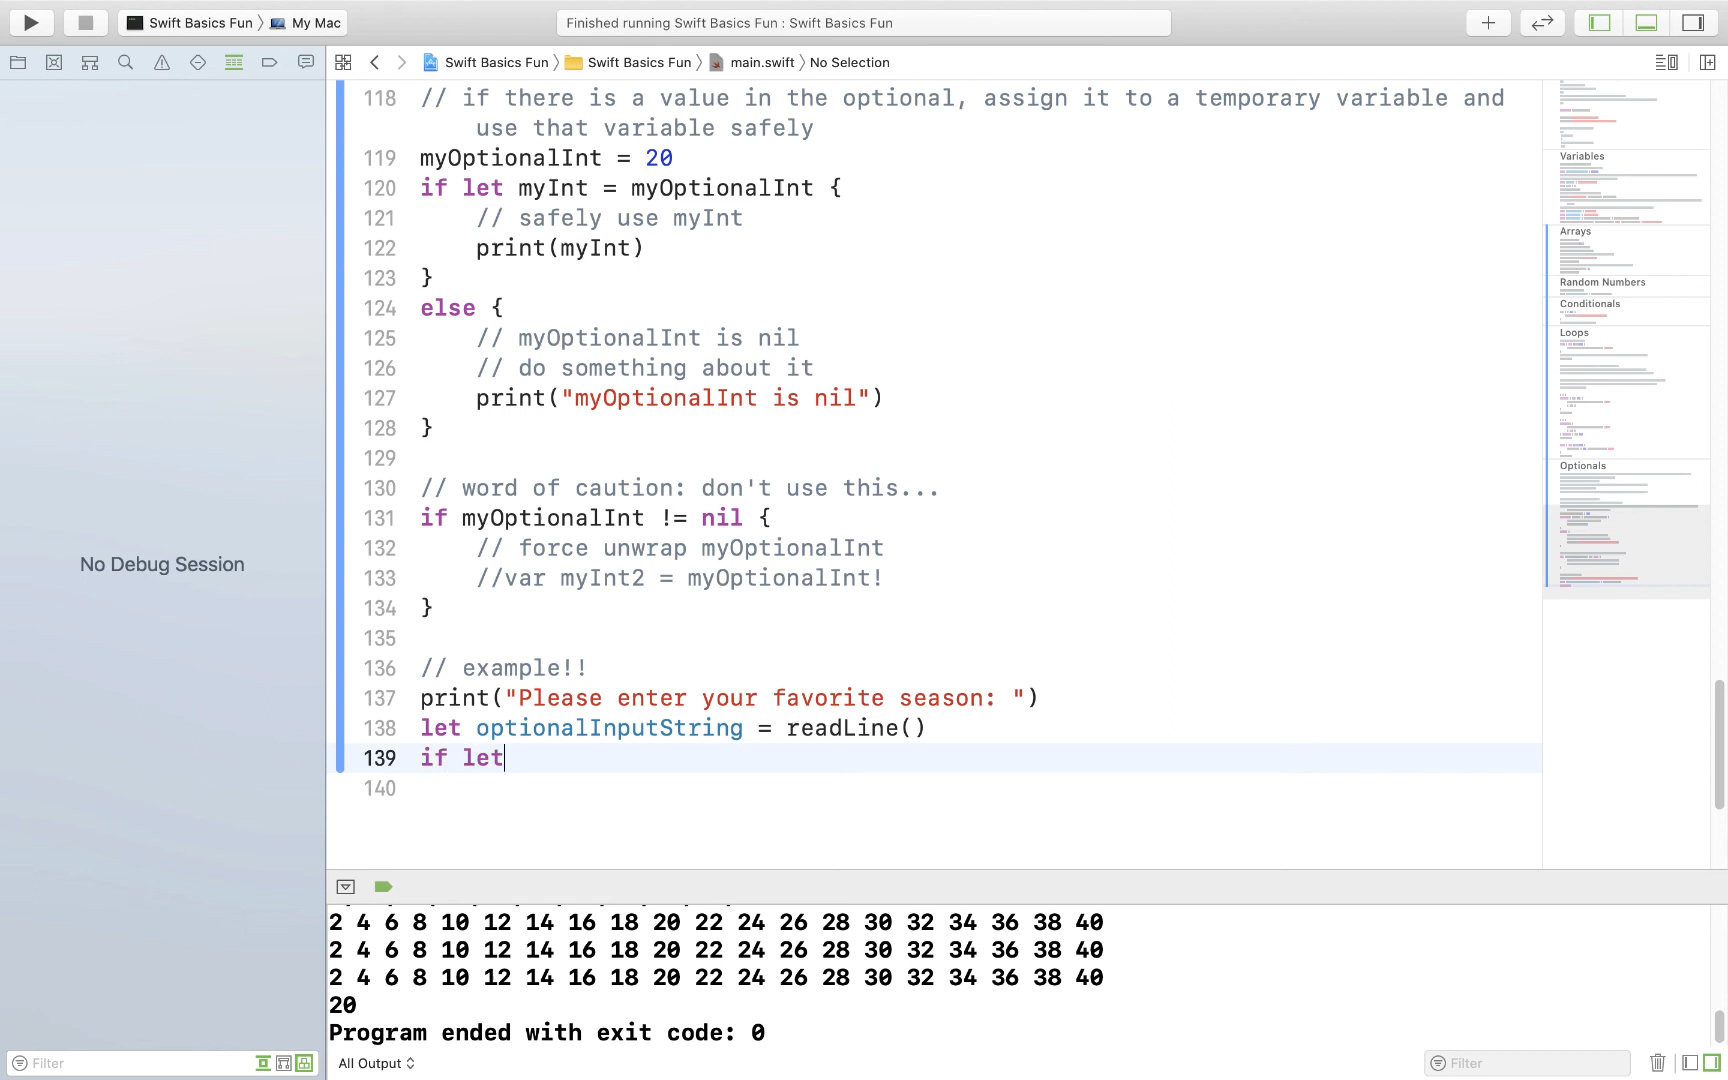 Swift Basics Fun 〉 My Mac
Finished running Swift Basics Fun : Swift Basics Fun
Swift Basics Fun 〉 Swift Basics Fun 〉 main.swift 〉 No Selection
118 // if there is a value in the optional, assign it to a temporary variable and
use that variable safely
119 myOptionalInt = 20
120 if let myInt = myOptionalInt {
121 // safely use myInt
122 print(myInt)
123 }
124 else {
125 // myOptionalInt is nil
126 // do something about it
127 print("myOptionalInt is nil")
128 }
129
130 // word of caution: don't use this...
131 if myOptionalInt != nil {
132 // force unwrap myOptionalInt
133 //var myInt2 = myOptionalInt!
134 }
135
136 // example!!
137 print("Please enter your favorite season: ")
138 let optionalInputString = readLine()
139 if let
140
Variables
Arrays
Random Numbers
Conditionals
Loops
Optionals
No Debug Session
2 4 6 8 10 12 14 16 18 20 22 24 26 28 30 32 34 36 38 40
2 4 6 8 10 12 14 16 18 20 22 24 26 28 30 32 34 36 38 40
2 4 6 8 10 12 14 16 18 20 22 24 26 28 30 32 34 36 38 40
20
Program ended with exit code: 0
Filter
All Output
Filter